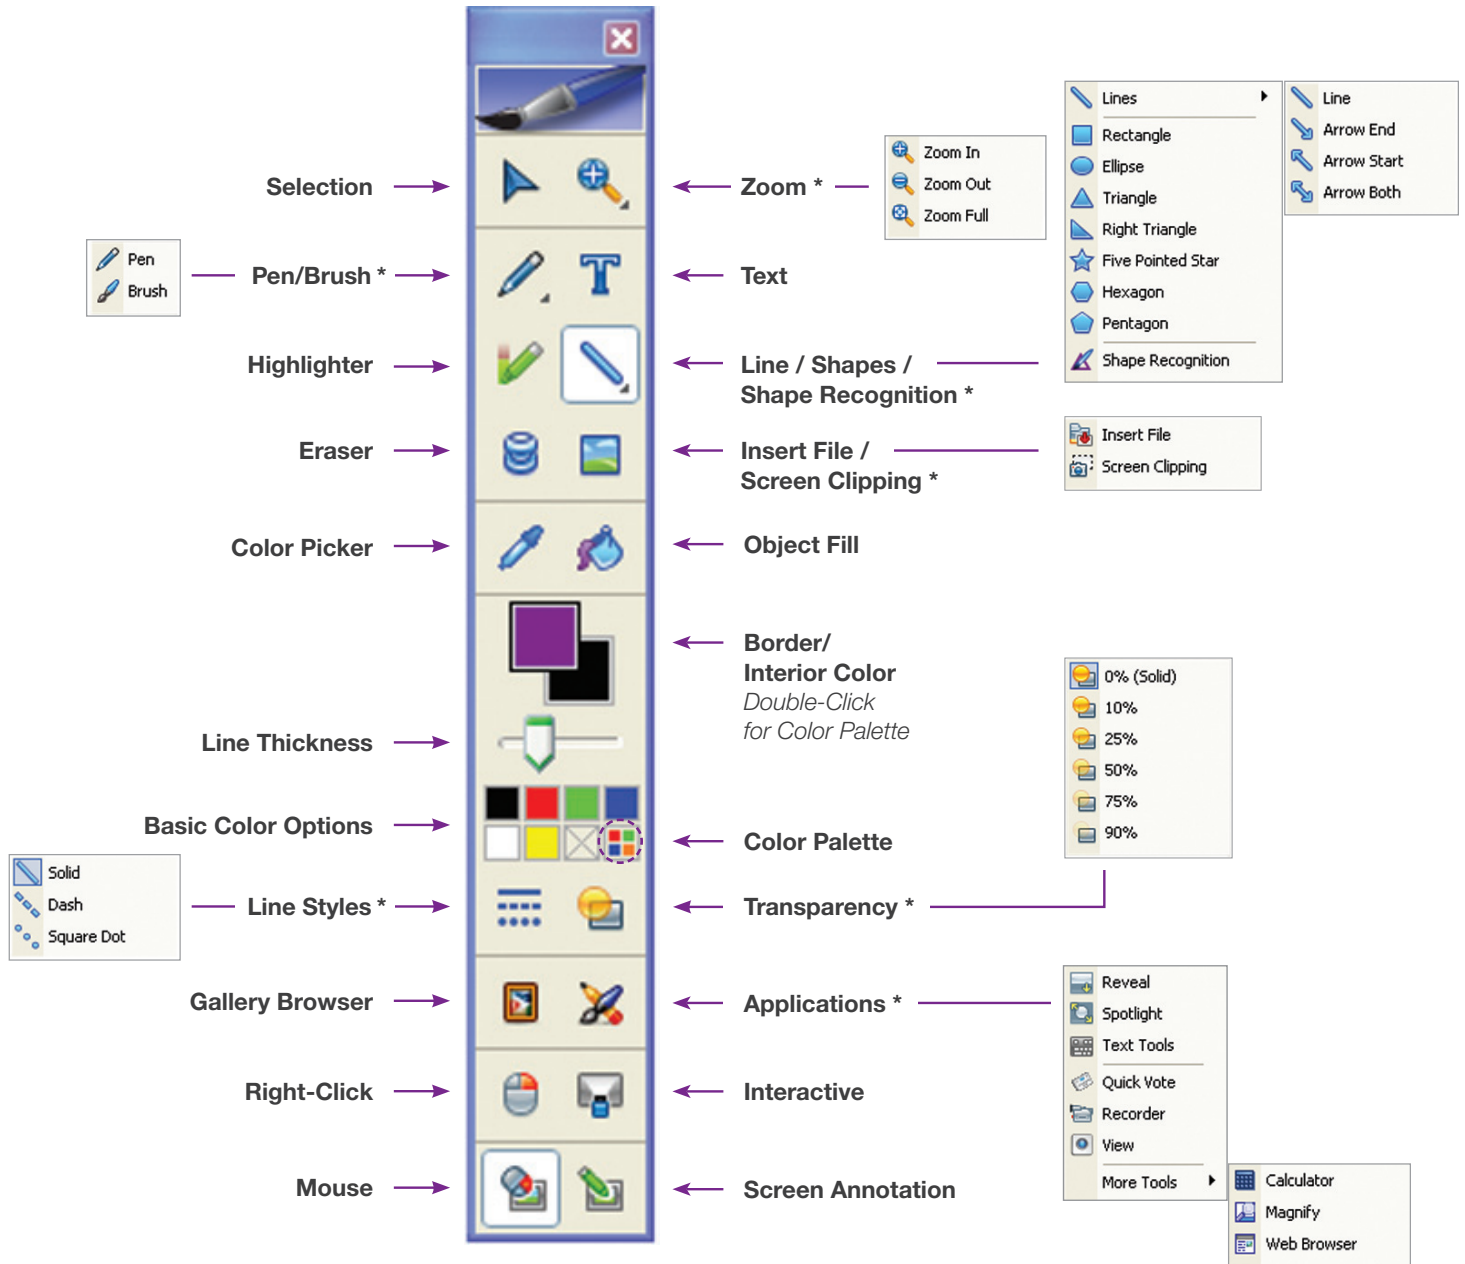 Selection
Zoom *
Zoom In
Zoom Out
Zoom Full
Lines
Rectangle
Ellipse
Triangle
Right Triangle
Five Pointed Star
Hexagon
Pentagon
Shape Recognition
Line
Arrow End
Arrow Start
Arrow Both
Pen
Brush
Pen/Brush *
Text
Highlighter
Line / Shapes /
Shape Recognition *
Eraser
Insert File /
Screen Clipping *
Insert File
Screen Clipping
Color Picker
Object Fill
Border/
Interior Color
Double-Click
for Color Palette
Line Thickness
0% (Solid)
10%
25%
50%
75%
90%
Basic Color Options
Color Palette
Solid
Dash
Square Dot
Line Styles *
Transparency *
Gallery Browser
Applications *
Reveal
Spotlight
Text Tools
Quick Vote
Recorder
View
More Tools
Calculator
Magnify
Web Browser
Right-Click
Interactive
Mouse
Screen Annotation